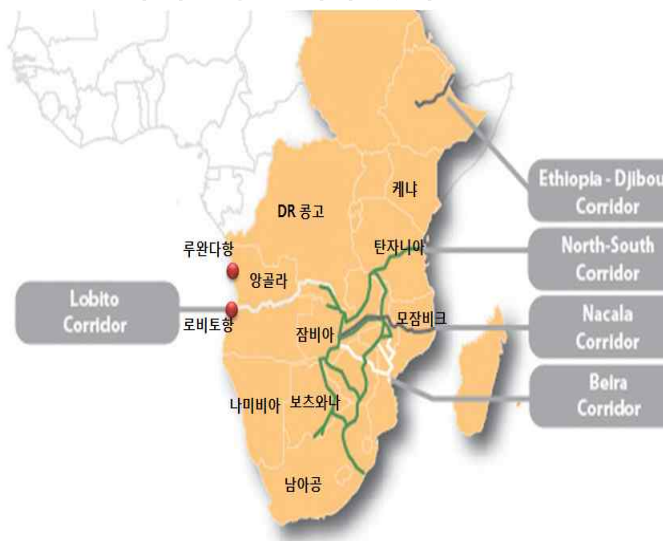 케냐
DR 콩고
루완다항
앙골라
탄자니아
Lobito
Corridor
로비토항
잠비아
모잠비크
나미비아
보츠와나
남아공
Ethiopia - Djibou
Corridor
North-South
Corridor
Nacala
Corridor
Beira
Corridor